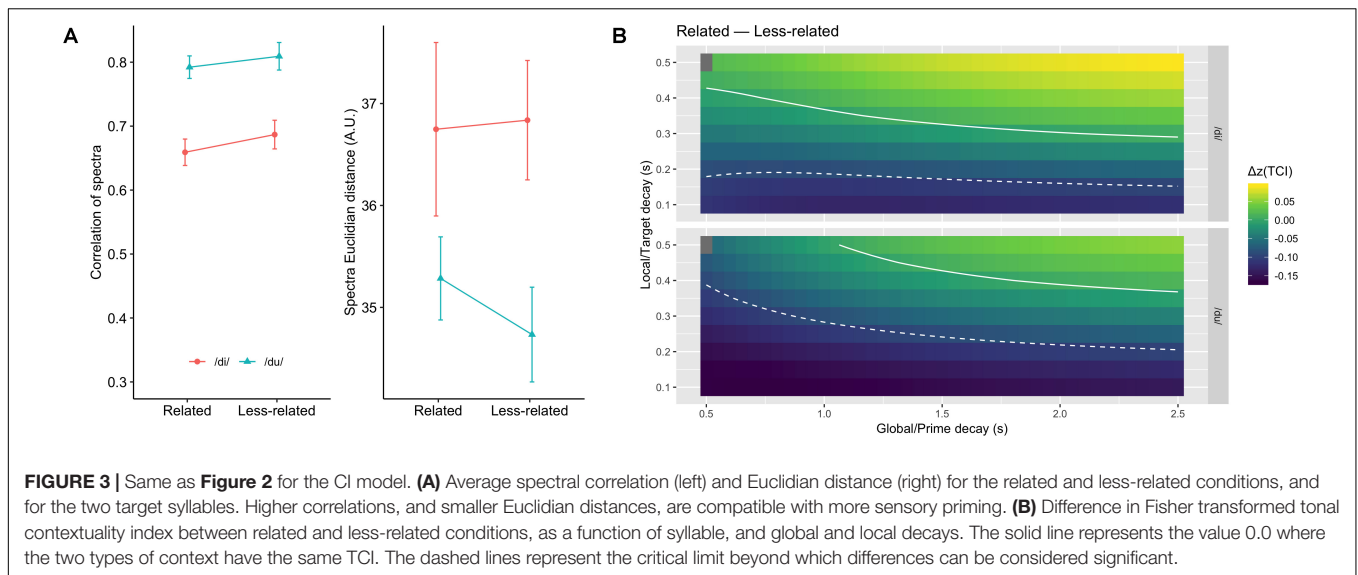 A
Correlation of spectra
0.8
0.7
0.6
0.5
0.4
0.3
/di/ /du/
Related Less-related
Spectra Euclidian distance (A.U.)
37
36
35
Related Less-related
B
Related — Less-related
Local/Target decay (s)
0.5
0.4
0.3
0.2
0.1
/di/
0.5
0.4
0.3
0.2
0.1
/du/
0.5 1.0 1.5 2.0 2.5
Global/Prime decay (s)
Δz(TCI)
0.05
0.00
-0.05
-0.10
-0.15
FIGURE 3 | Same as Figure 2 for the CI model. (A) Average spectral correlation (left) and Euclidian distance (right) for the related and less-related conditions, and
for the two target syllables. Higher correlations, and smaller Euclidian distances, are compatible with more sensory priming. (B) Difference in Fisher transformed tonal
contextuality index between related and less-related conditions, as a function of syllable, and global and local decays. The solid line represents the value 0.0 where
the two types of context have the same TCI. The dashed lines represent the critical limit beyond which differences can be considered significant.